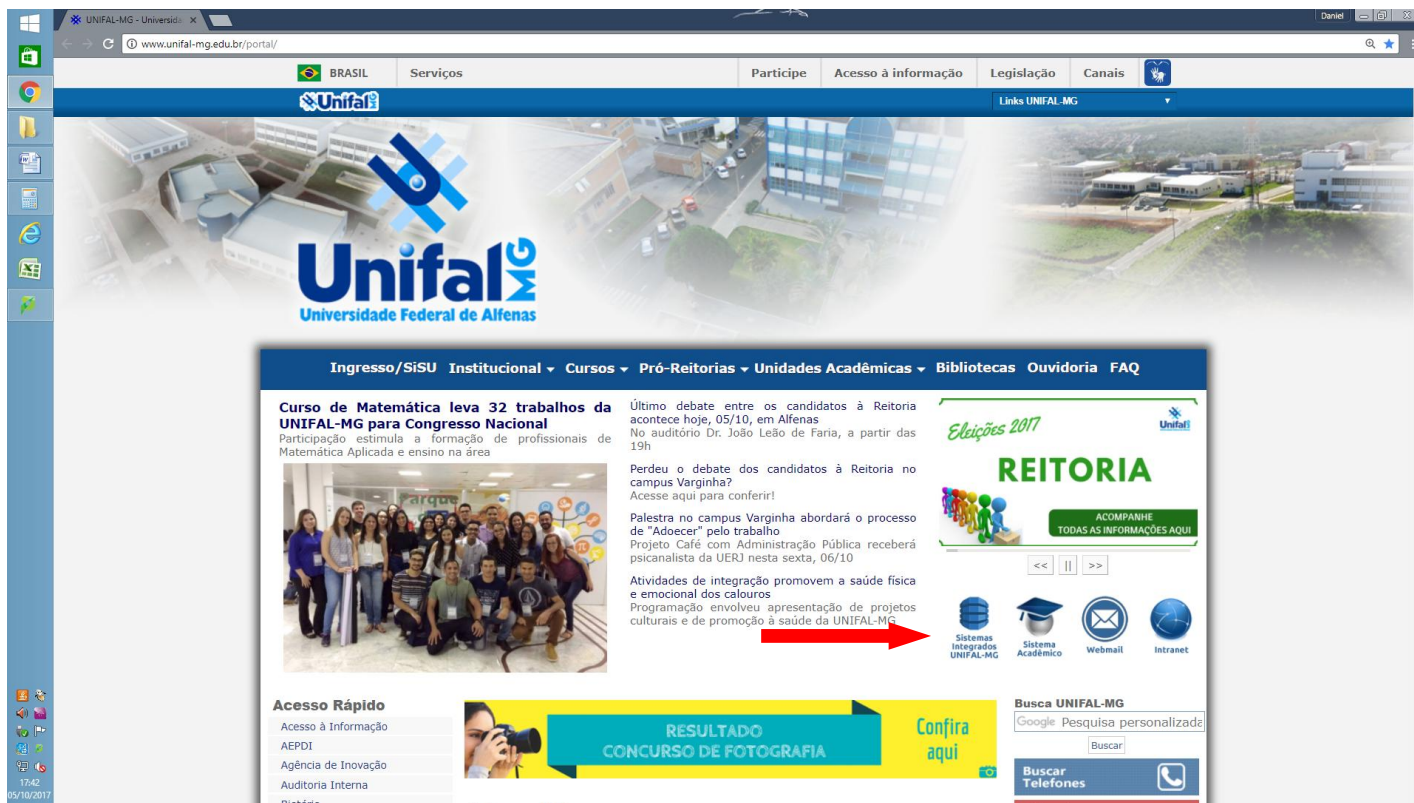 UNIFAL-MG - Universida
Daniel
www.unifal-mg.edu.br/portal/
BRASIL Serviços Participe Acesso à informação Legislação Canais
Unifal MG
Links UNIFAL-MG
Unifal MG
Universidade Federal de Alfenas
Ingresso/SiSU Institucional Cursos Pró-Reitorias Unidades Acadêmicas Bibliotecas Ouvidoria FAQ
Curso de Matemática leva 32 trabalhos da
UNIFAL-MG para Congresso Nacional
Participação estimula a formação de profissionais de
Matemática Aplicada e ensino na área
Parque
Último debate entre os candidatos à Reitoria
acontece hoje, 05/10, em Alfenas
No auditório Dr. João Leão de Faria, a partir das
19h
Perdeu o debate dos candidatos à Reitoria no
campus Varginha?
Acesse aqui para conferir!
Palestra no campus Varginha abordará o processo
de "Adoecer" pelo trabalho
Projeto Café com Administração Pública receberá
psicanalista da UERJ nesta sexta, 06/10
Atividades de integração promovem a saúde física
e emocional dos calouros
Programação envolveu apresentação de projetos
culturais e de promoção à saúde da UNIFAL-MG
Eleições 2017
Unifal
REITORIA
ACOMPANHE
TODAS AS INFORMAÇÕES AQUI
<< || >>
Sistemas
Integrados
UNIFAL-MG
Sistema
Acadêmico
Webmail
Intranet
Acesso Rápido
Acesso à Informação
AEPDI
Agência de Inovação
Auditoria Interna
RESULTADO
CONCURSO DE FOTOGRAFIA
Confira
aqui
Busca UNIFAL-MG
Google Pesquisa personalizada
Buscar
Buscar
Telefones
17:42
05/10/2017